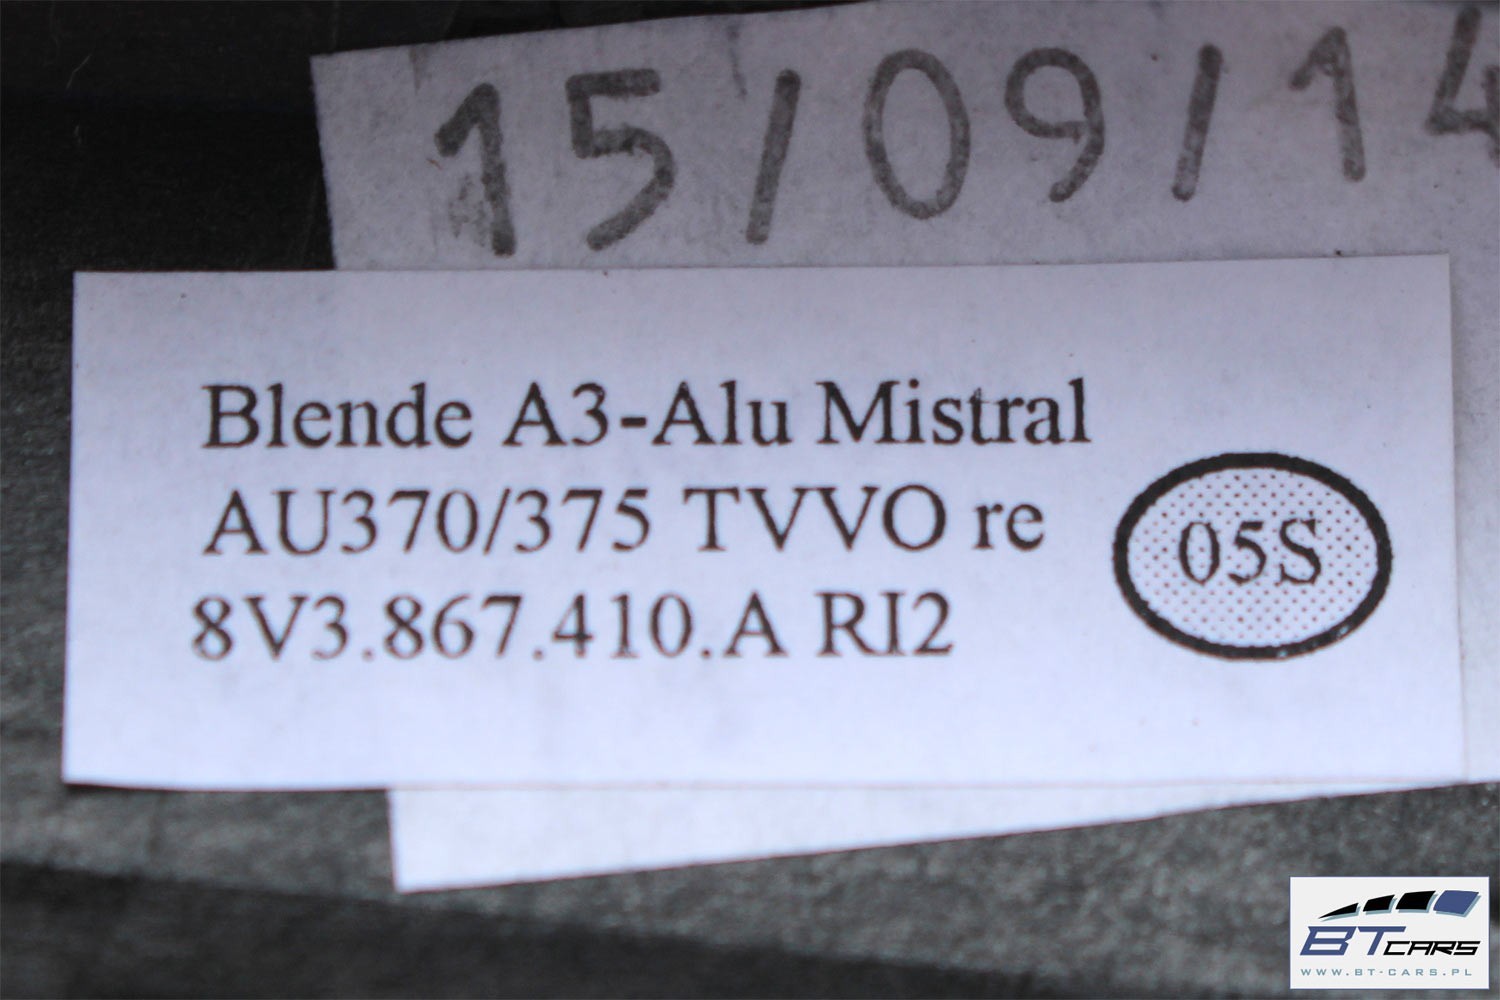 15/09/14
Blende A3-Alu Mistral
AU370/375 TVVO re
8V3.867.410.A RI2
05S
BT CARS
WWW.BT-CARS.PL